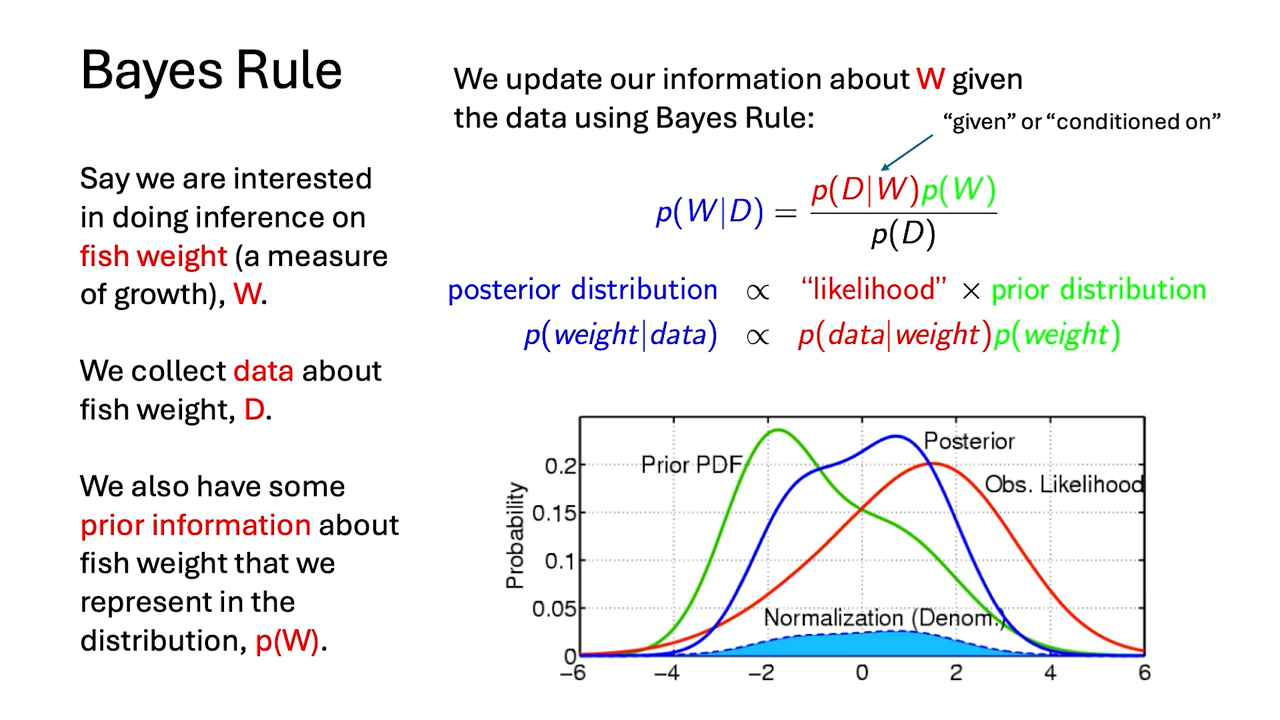 Bayes Rule
Say we are interested
in doing inference on
fish weight (a measure
of growth), W.
We collect data about
fish weight, D.
We also have some
prior information about
fish weight that we
represent in the
distribution, p(W).
We update our information about W given
the data using Bayes Rule:
“given” or “conditioned on”
p(W|D) = p(D|W)p(W)
p(D)
posterior distribution ∝ “likelihood” × prior distribution
p(weight|data) ∝ p(data|weight)p(weight)
Prior PDF
Posterior
Obs. Likelihood
Normalization (Denom.)
Probability
0.2
0.15
0.1
0.05
0
−6 −4 −2 0 2 4 6